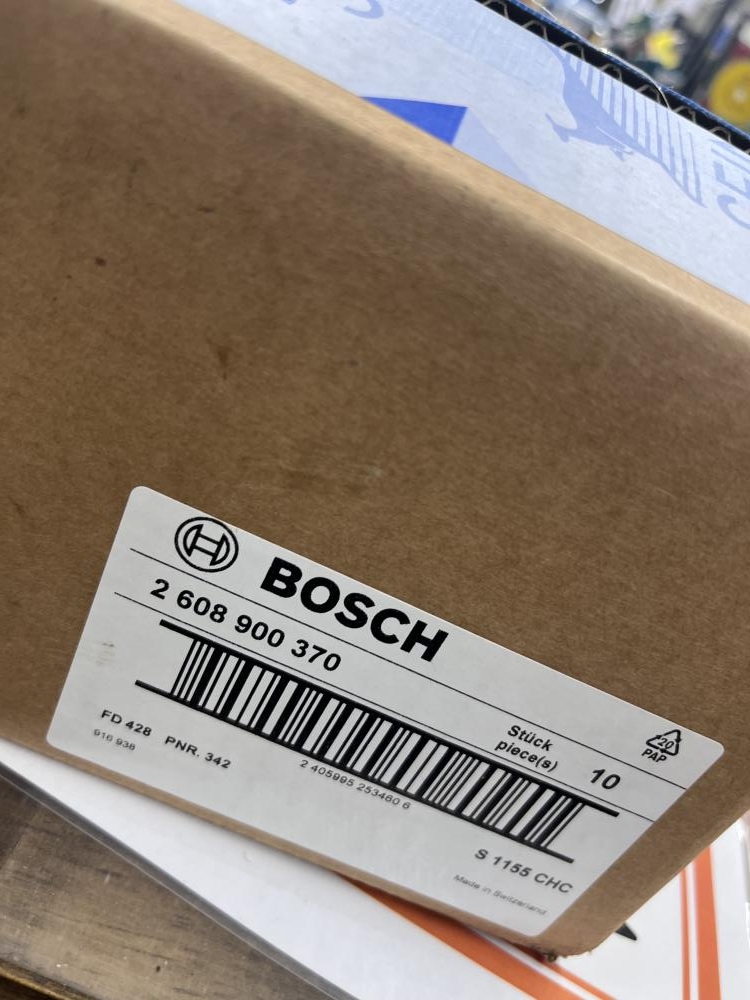 BOSCH
2 608 900 370
Stück
piece(s) 10
20
PAP
FD 428 PNR. 342
916 938
2 405995 253460 6
S 1155 CHC
Made in Switzerland